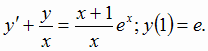 y' + y/x = (x+1)/x e^x; y(1) = e.